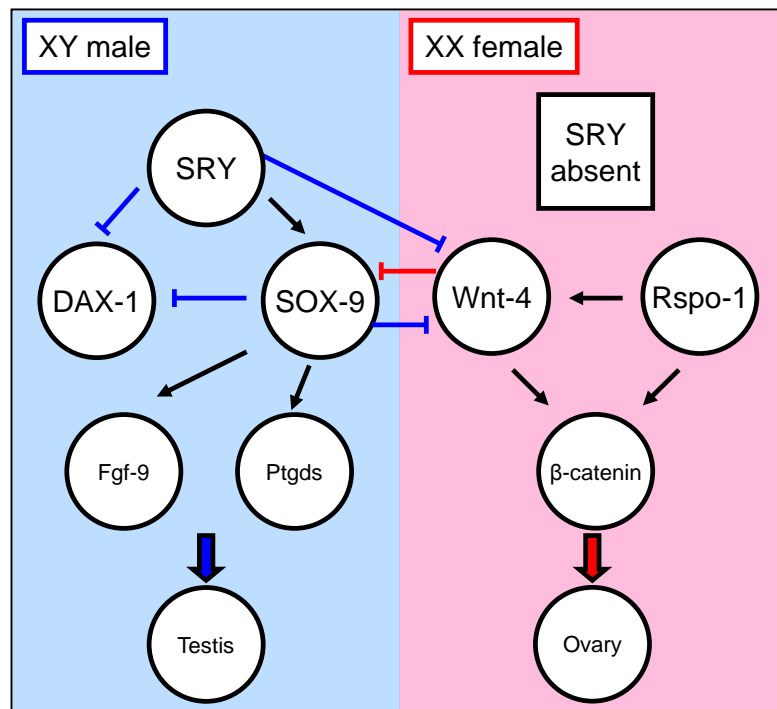 XY male
XX female
SRY
SRY
absent
DAX-1
SOX-9
Wnt-4
Rspo-1
Fgf-9
Ptgds
β-catenin
Testis
Ovary